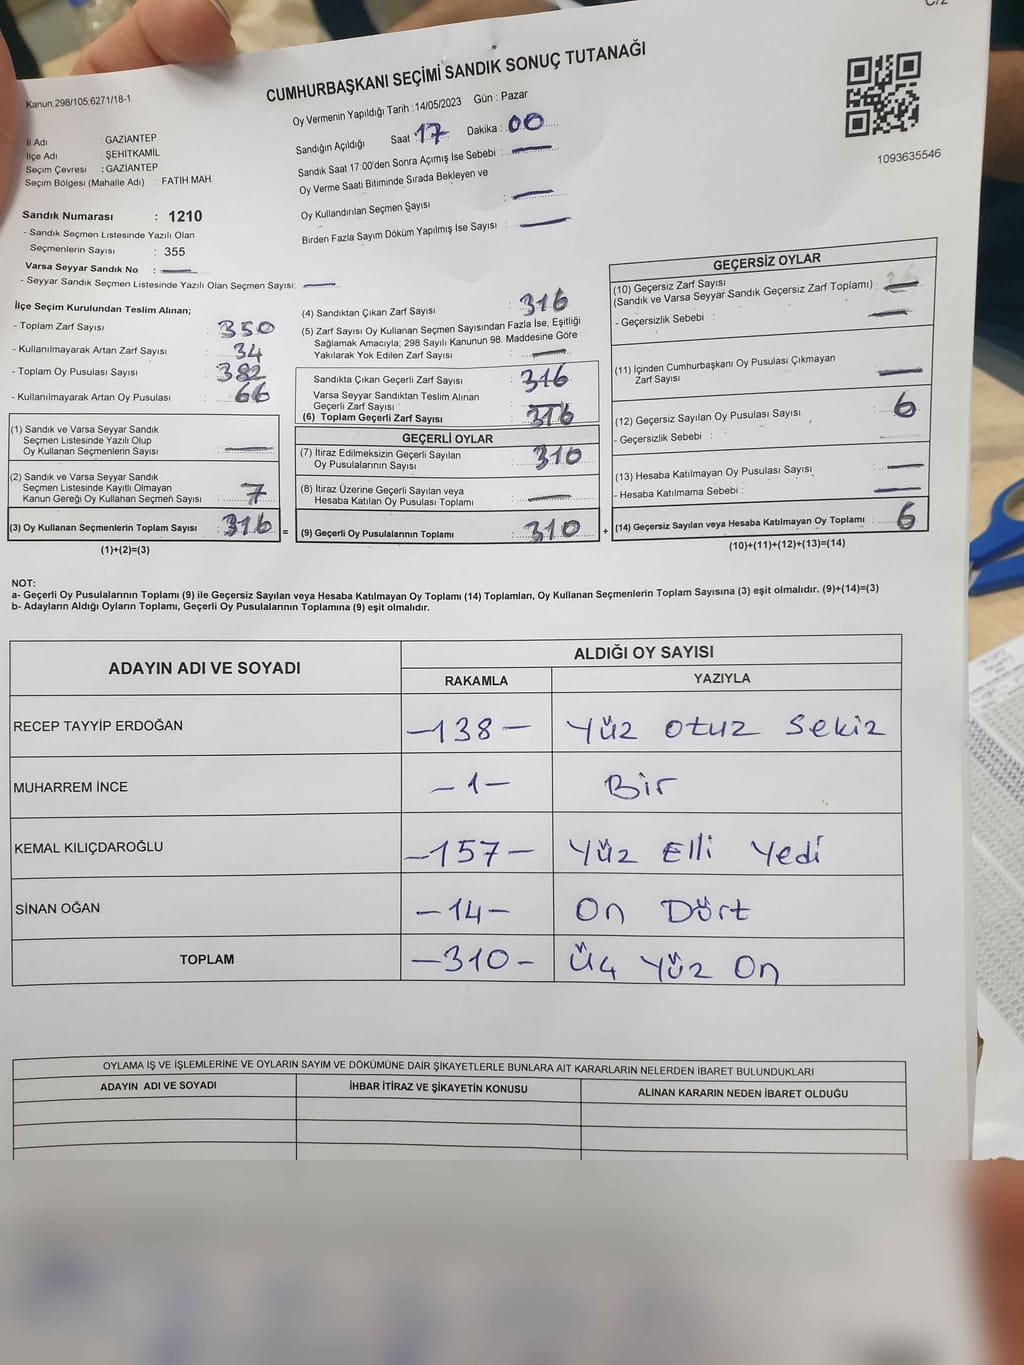 C/2
Kanun;298/105;6271/18-1
CUMHURBAŞKANI SEÇİMİ SANDIK SONUÇ TUTANAĞI
Oy Vermenin Yapıldığı Tarih : 14/05/2023 Gün : Pazar
1093635546
İl Adı : GAZİANTEP
İlçe Adı : ŞEHİTKAMİL
Seçim Çevresi : GAZİANTEP
Seçim Bölgesi (Mahalle Adı) : FATİH MAH.
Sandık Numarası : 1210
- Sandık Seçmen Listesinde Yazılı Olan
Seçmenlerin Sayısı : 355
Varsa Seyyar Sandık No : —
- Seyyar Sandık Seçmen Listesinde Yazılı Olan Seçmen Sayısı: —
Sandığın Açıldığı Saat 17 Dakika : 00
Sandık Saat 17:00'den Sonra Açımış İse Sebebi : —
Oy Verme Saati Bitiminde Sırada Bekleyen ve
Oy Kullandırılan Seçmen Sayısı : —
Birden Fazla Sayım Döküm Yapılmış İse Sayısı : —
İlçe Seçim Kurulundan Teslim Alınan;
- Toplam Zarf Sayısı : 350
- Kullanılmayarak Artan Zarf Sayısı : 34
- Toplam Oy Pusulası Sayısı : 382
- Kullanılmayarak Artan Oy Pusulası : 66
(1) Sandık ve Varsa Seyyar Sandık
Seçmen Listesinde Yazılı Olup
Oy Kullanan Seçmenlerin Sayısı : —
(2) Sandık ve Varsa Seyyar Sandık
Seçmen Listesinde Kayıtlı Olmayan
Kanun Gereği Oy Kullanan Seçmen Sayısı : 7
(3) Oy Kullanan Seçmenlerin Toplam Sayısı : 316 =
(1)+(2)=(3)
(4) Sandıktan Çıkan Zarf Sayısı : 316
(5) Zarf Sayısı Oy Kullanan Seçmen Sayısından Fazla İse, Eşitliği
Sağlamak Amacıyla; 298 Sayılı Kanunun 98. Maddesine Göre
Yakılarak Yok Edilen Zarf Sayısı : —
Sandıkta Çıkan Geçerli Zarf Sayısı : 316
Varsa Seyyar Sandıktan Teslim Alınan
Geçerli Zarf Sayısı : —
(6) Toplam Geçerli Zarf Sayısı : 316
GEÇERLİ OYLAR
(7) İtiraz Edilmeksizin Geçerli Sayılan
Oy Pusulalarının Sayısı : 310
(8) İtiraz Üzerine Geçerli Sayılan veya
Hesaba Katılan Oy Pusulası Toplamı : —
(9) Geçerli Oy Pusulalarının Toplamı : 310 +
GEÇERSİZ OYLAR
(10) Geçersiz Zarf Sayısı
(Sandık ve Varsa Seyyar Sandık Geçersiz Zarf Toplamı) : —
- Geçersizlik Sebebi : —
(11) İçinden Cumhurbaşkanı Oy Pusulası Çıkmayan
Zarf Sayısı : —
(12) Geçersiz Sayılan Oy Pusulası Sayısı : 6
- Geçersizlik Sebebi :
(13) Hesaba Katılmayan Oy Pusulası Sayısı : —
- Hesaba Katılmama Sebebi : —
(14) Geçersiz Sayılan veya Hesaba Katılmayan Oy Toplamı : 6
(10)+(11)+(12)+(13)=(14)
NOT:
a- Geçerli Oy Pusulalarının Toplamı (9) ile Geçersiz Sayılan veya Hesaba Katılmayan Oy Toplamı (14) Toplamları, Oy Kullanan Seçmenlerin Toplam Sayısına (3) eşit olmalıdır. (9)+(14)=(3)
b- Adayların Aldığı Oyların Toplamı, Geçerli Oy Pusulalarının Toplamına (9) eşit olmalıdır.
ADAYIN ADI VE SOYADI ALDIĞI OY SAYISI
RAKAMLA YAZIYLA
RECEP TAYYİP ERDOĞAN —138— Yüz Otuz Sekiz
MUHARREM İNCE —1— Bir
KEMAL KILIÇDAROĞLU —157— Yüz Elli Yedi
SİNAN OĞAN —14— On Dört
TOPLAM —310— Üç Yüz On
OYLAMA İŞ VE İŞLEMLERİNE VE OYLARIN SAYIM VE DÖKÜMÜNE DAİR ŞİKAYETLERLE BUNLARA AİT KARARLARIN NELERDEN İBARET BULUNDUKLARI
ADAYIN ADI VE SOYADI İHBAR İTİRAZ VE ŞİKAYETİN KONUSU ALINAN KARARIN NEDEN İBARET OLDUĞU